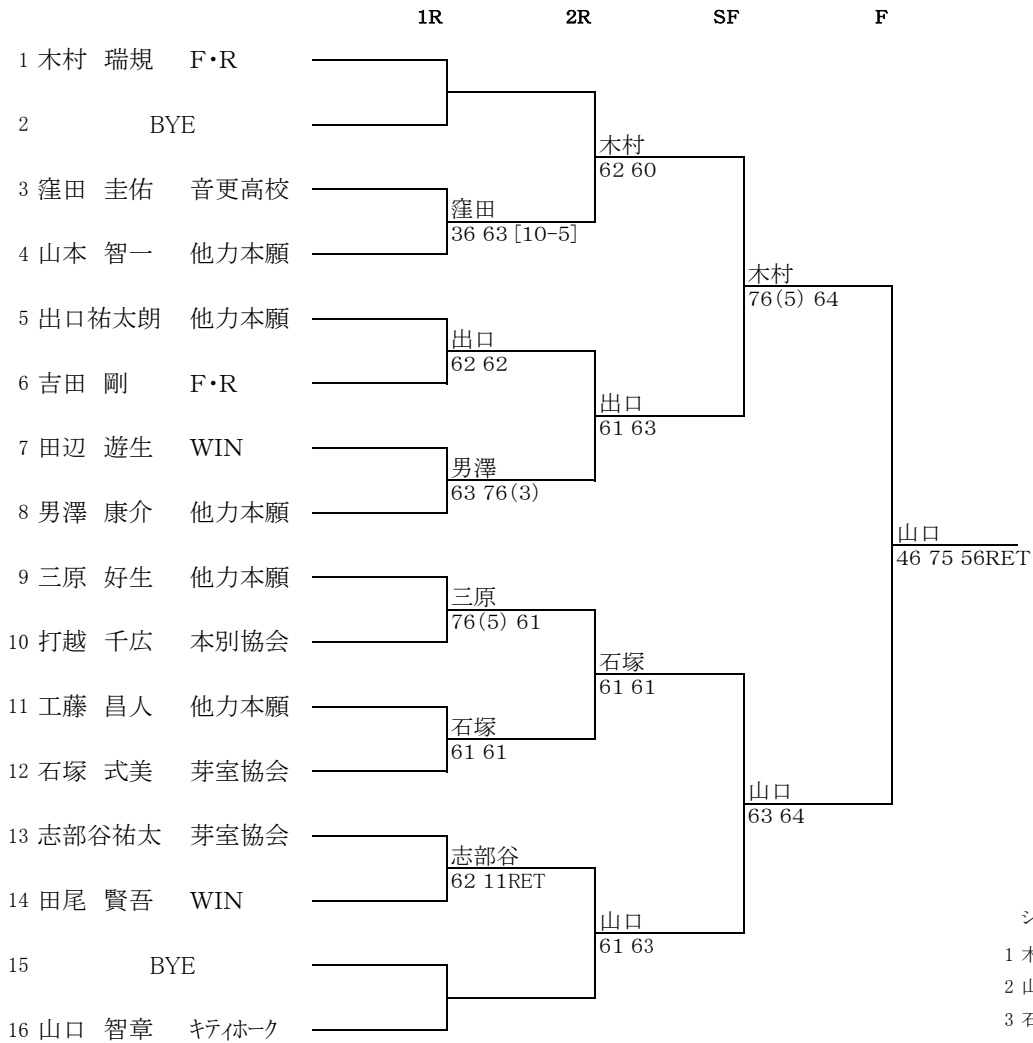 1R 2R SF F
1 木村 瑞規 F・R
2 BYE
木村
62 60
3 窪田 圭佑 音更高校
窪田
36 63 [10-5]
4 山本 智一 他力本願
木村
76(5) 64
5 出口祐太朗 他力本願
出口
62 62
6 吉田 剛 F・R
出口
61 63
7 田辺 遊生 WIN
男澤
63 76(3)
8 男澤 康介 他力本願
山口
46 75 56RET
9 三原 好生 他力本願
三原
76(5) 61
10 打越 千広 本別協会
石塚
61 61
11 工藤 昌人 他力本願
石塚
61 61
12 石塚 式美 芽室協会
山口
63 64
13 志部谷祐太 芽室協会
志部谷
62 11RET
14 田尾 賢吾 WIN
山口
61 63
15 BYE
16 山口 智章 キティホーク
シ
1 木
2 山
3 石